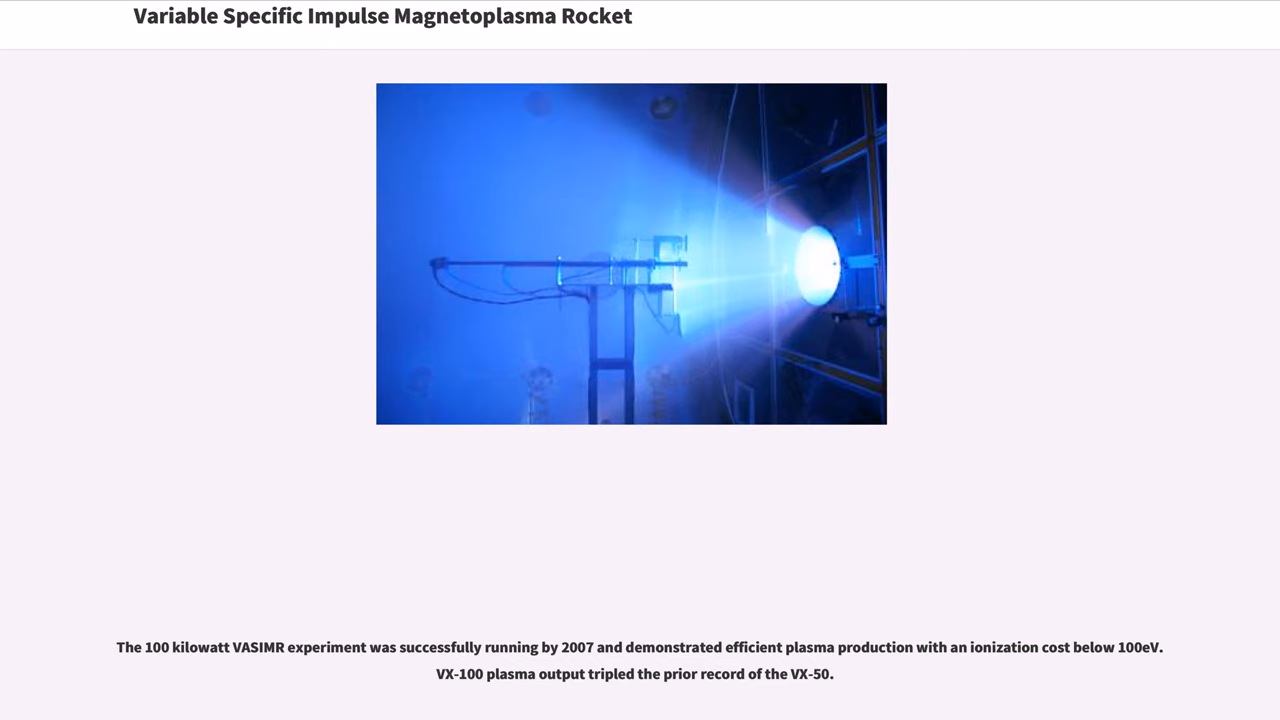 Variable Specific Impulse Magnetoplasma Rocket
The 100 kilowatt VASIMR experiment was successfully running by 2007 and demonstrated efficient plasma production with an ionization cost below 100eV.
VX-100 plasma output tripled the prior record of the VX-50.